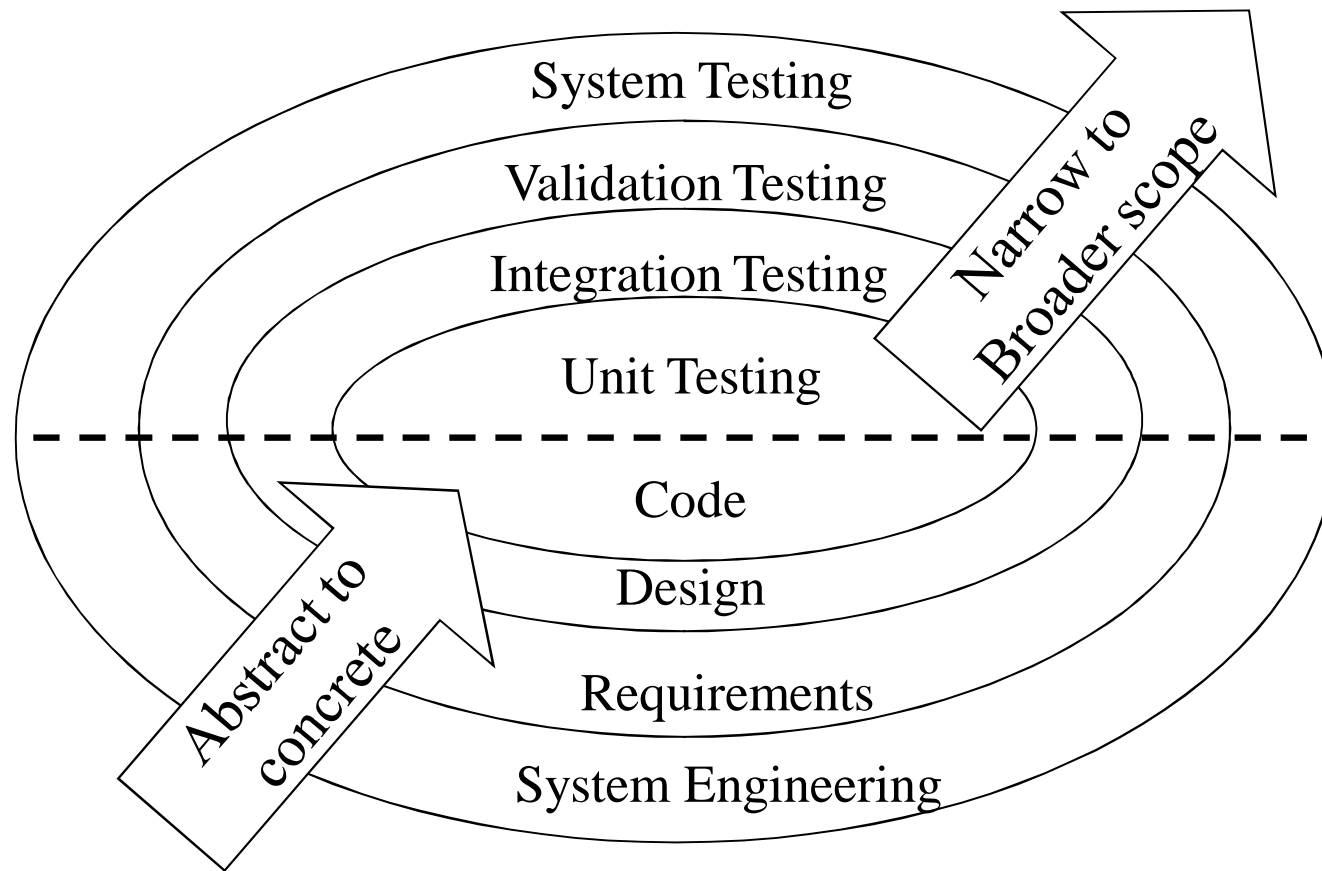 System Testing
Validation Testing
Integration Testing
Unit Testing
Narrow to
Broader scope
Code
Design
Requirements
System Engineering
Abstract to
concrete